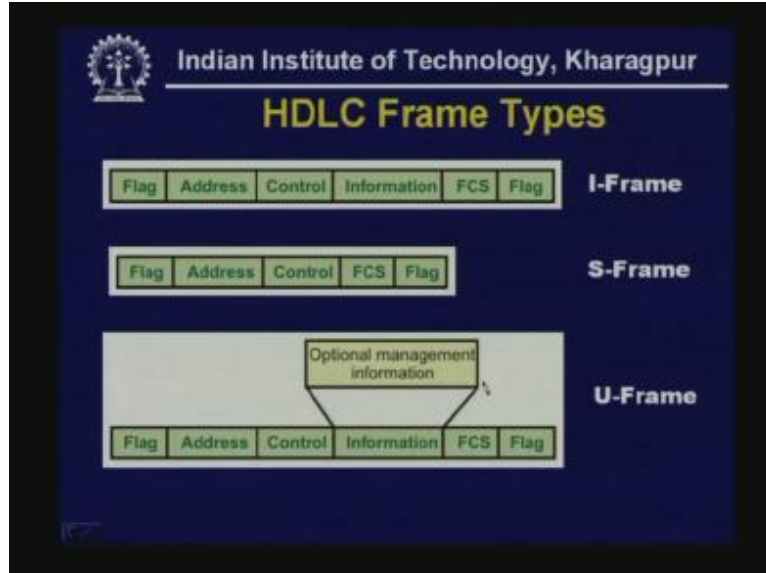 Indian Institute of Technology, Kharagpur
HDLC Frame Types
Flag Address Control Information FCS Flag
I-Frame
Flag Address Control FCS Flag
S-Frame
Optional management
information
U-Frame
Flag Address Control Information FCS Flag